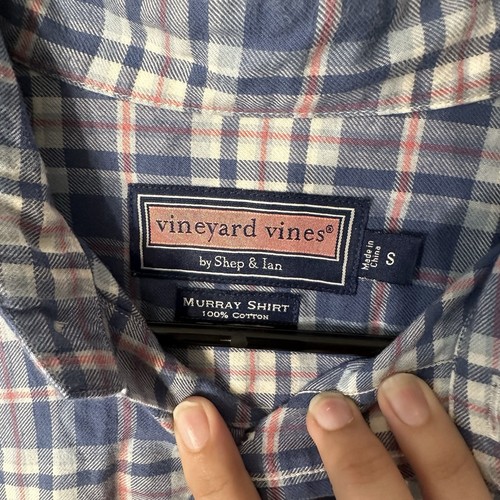 vineyard vines®
by Shep & Ian
Made in
China
S
MURRAY SHIRT
100% COTTON